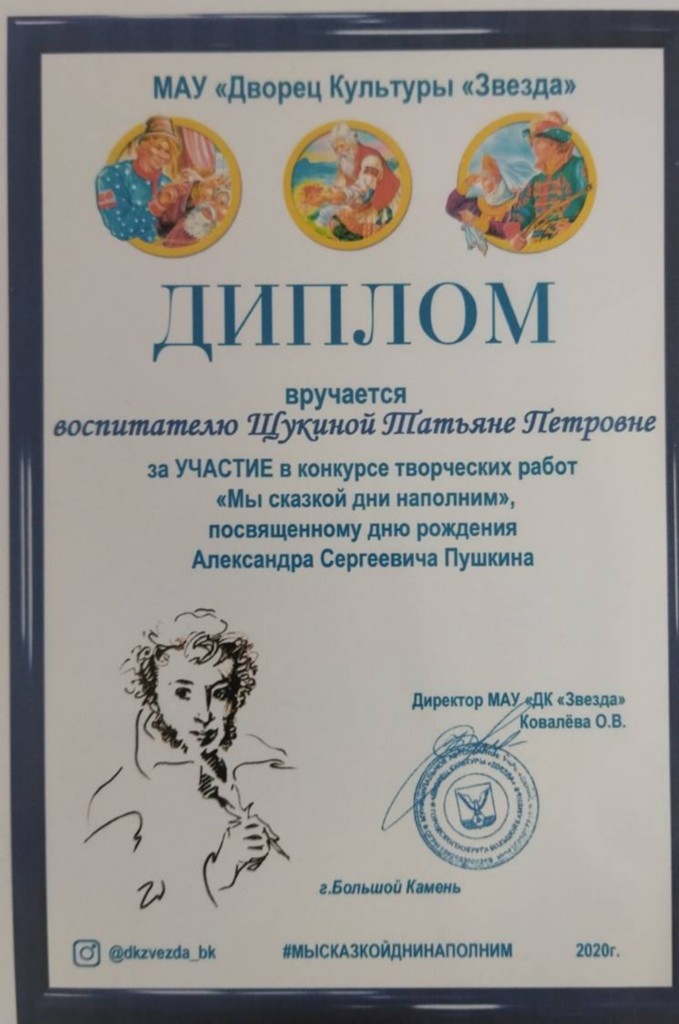 МАУ «Дворец Культуры «Звезда»
ДИПЛОМ
вручается
воспитателю Щукиной Татьяне Петровне
за УЧАСТИЕ в конкурсе творческих работ
«Мы сказкой дни наполним»,
посвященному дню рождения
Александра Сергеевича Пушкина
Директор МАУ «ДК «Звезда»
Ковалёва О.В.
г.Большой Камень
@dkzvezda_bk
#МЫСКАЗКОЙДНИНАПОЛНИМ
2020г.